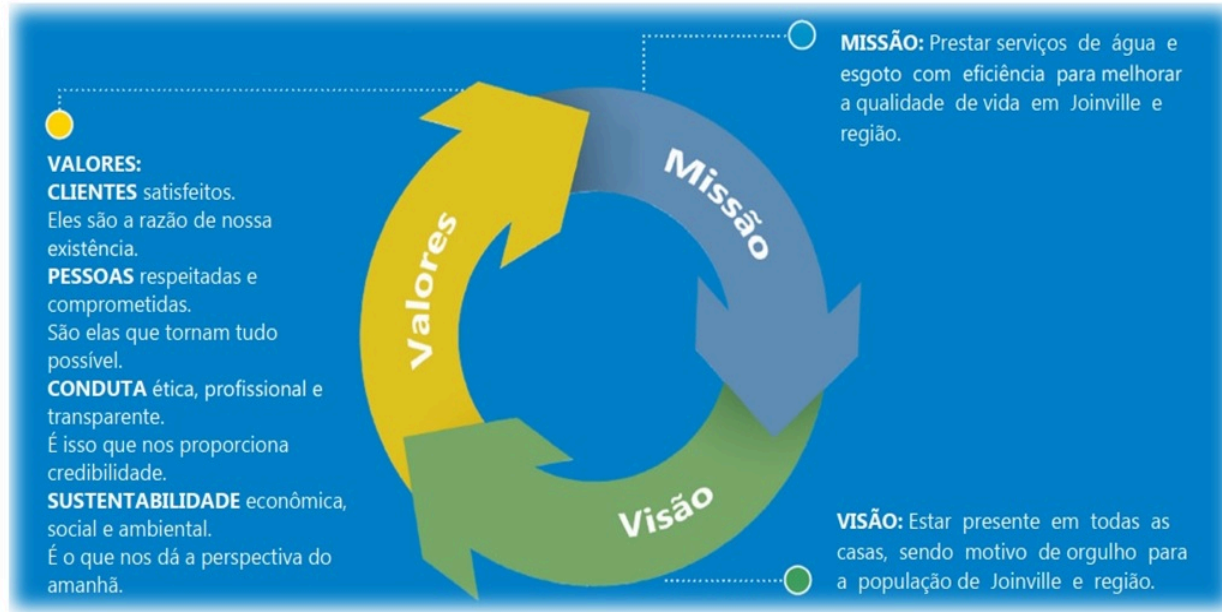 MISSÃO: Prestar serviços de água e
esgoto com eficiência para melhorar
a qualidade de vida em Joinville e
região.
VALORES:
CLIENTES satisfeitos.
Eles são a razão de nossa
existência.
PESSOAS respeitadas e
comprometidas.
São elas que tornam tudo
possível.
CONDUTA ética, profissional e
transparente.
É isso que nos proporciona
credibilidade.
SUSTENTABILIDADE econômica,
social e ambiental.
É o que nos dá a perspectiva do
amanhã.
Valores
Missão
Visão
VISÃO: Estar presente em todas as
casas, sendo motivo de orgulho para
a população de Joinville e região.